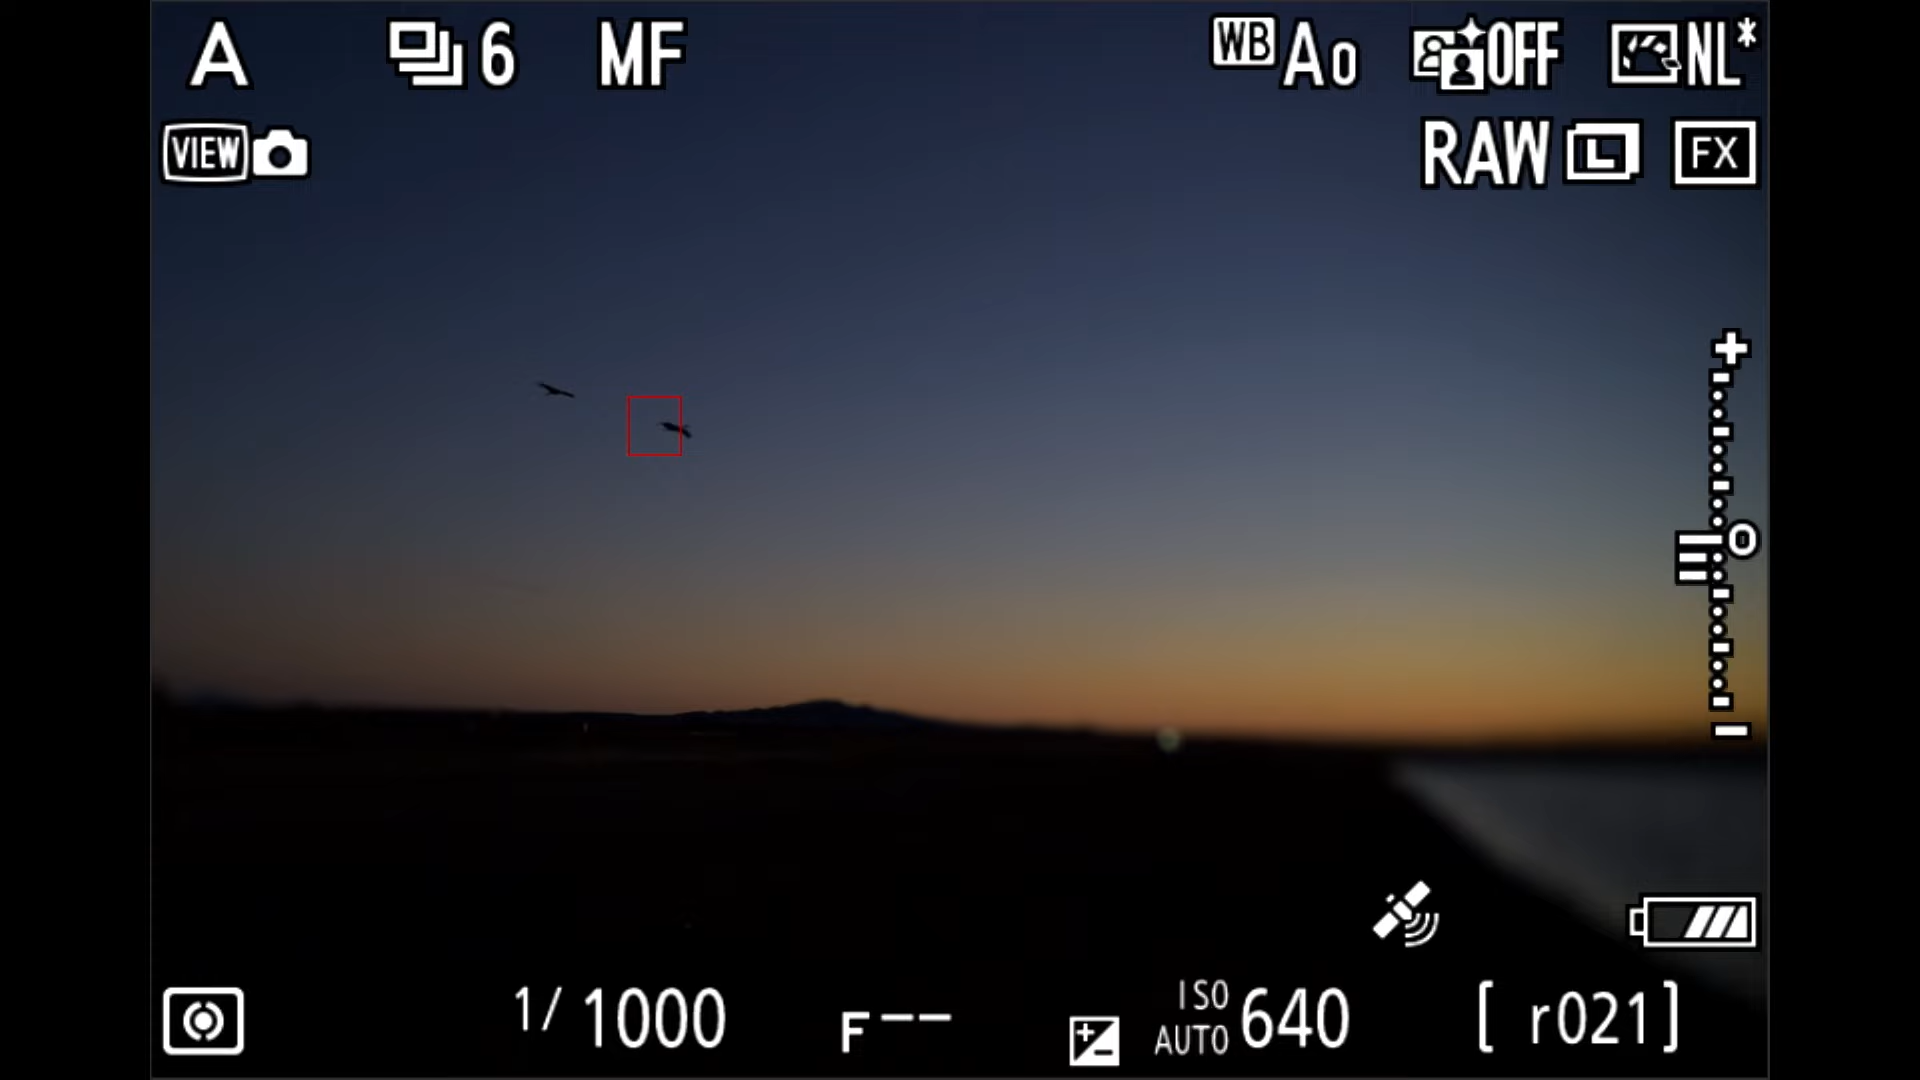 A 6 MF WB A0 OFF NL*
VIEW RAW L FX
+
0
−
1/1000 F-- ISO AUTO 640 [ r021]